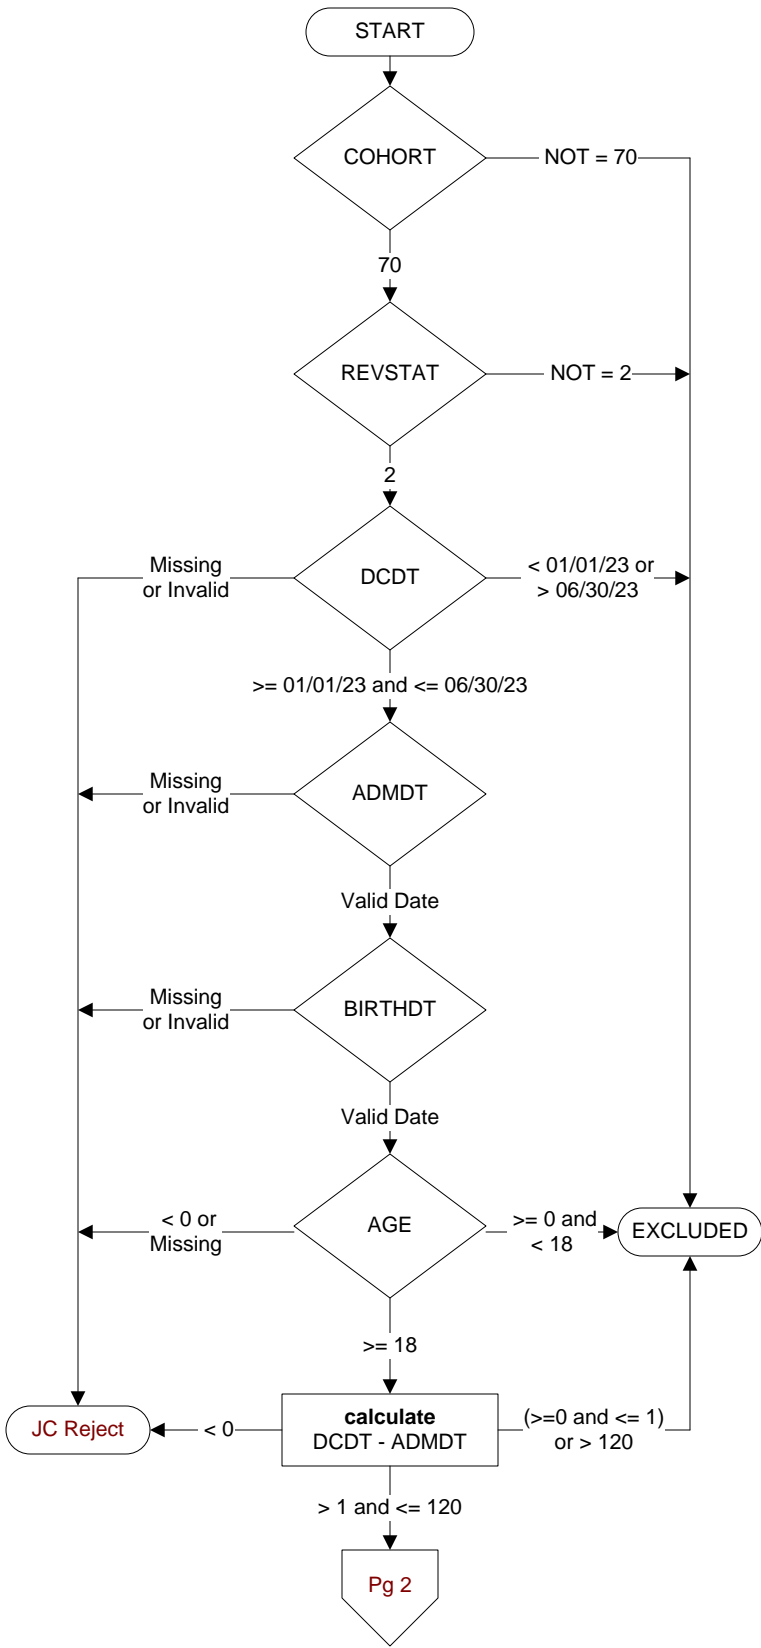 START
COHORT
NOT = 70
70
REVSTAT
NOT = 2
2
Missing
or Invalid
DCDT
< 01/01/23 or
> 06/30/23
>= 01/01/23 and <= 06/30/23
Missing
or Invalid
ADMDT
Valid Date
Missing
or Invalid
BIRTHDT
Valid Date
< 0 or
Missing
AGE
>= 0 and
< 18
EXCLUDED
>= 18
JC Reject
< 0
calculate
DCDT - ADMDT
(>=0 and <= 1)
or > 120
> 1 and <= 120
Pg 2